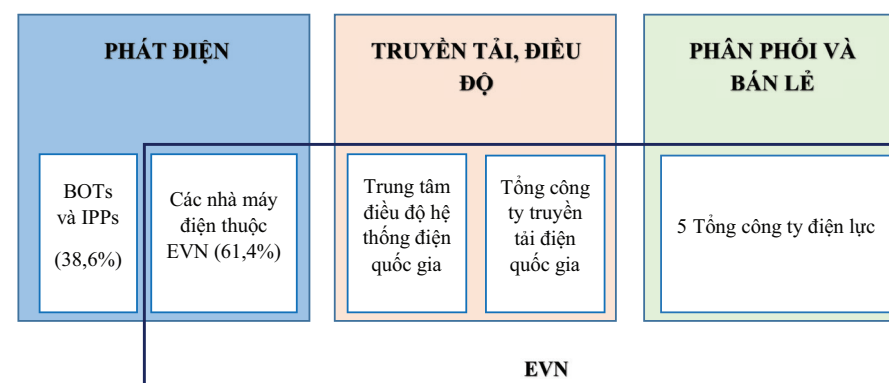 PHÁT ĐIỆN
BOTs
và IPPs
(38,6%)
Các nhà máy
điện thuộc
EVN (61,4%)
TRUYỀN TẢI, ĐIỀU
ĐỘ
Trung tâm
điều độ hệ
thống điện
quốc gia
Tổng công
ty truyền
tải điện
quốc gia
PHÂN PHỐI VÀ
BÁN LẺ
5 Tổng công ty điện lực
EVN